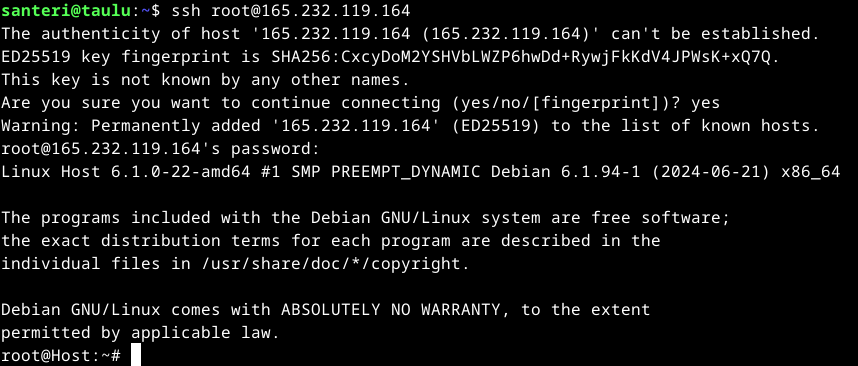 santeri@taulu:~$ ssh root@165.232.119.164
The authenticity of host '165.232.119.164 (165.232.119.164)' can't be established.
ED25519 key fingerprint is SHA256:CxcyDoM2YSHVbLWZP6hwDd+RywjFkKdV4JPWsK+xQ7Q.
This key is not known by any other names.
Are you sure you want to continue connecting (yes/no/[fingerprint])? yes
Warning: Permanently added '165.232.119.164' (ED25519) to the list of known hosts.
root@165.232.119.164's password:
Linux Host 6.1.0-22-amd64 #1 SMP PREEMPT_DYNAMIC Debian 6.1.94-1 (2024-06-21) x86_64
The programs included with the Debian GNU/Linux system are free software;
the exact distribution terms for each program are described in the
individual files in /usr/share/doc/*/copyright.
Debian GNU/Linux comes with ABSOLUTELY NO WARRANTY, to the extent
permitted by applicable law.
root@Host:~#